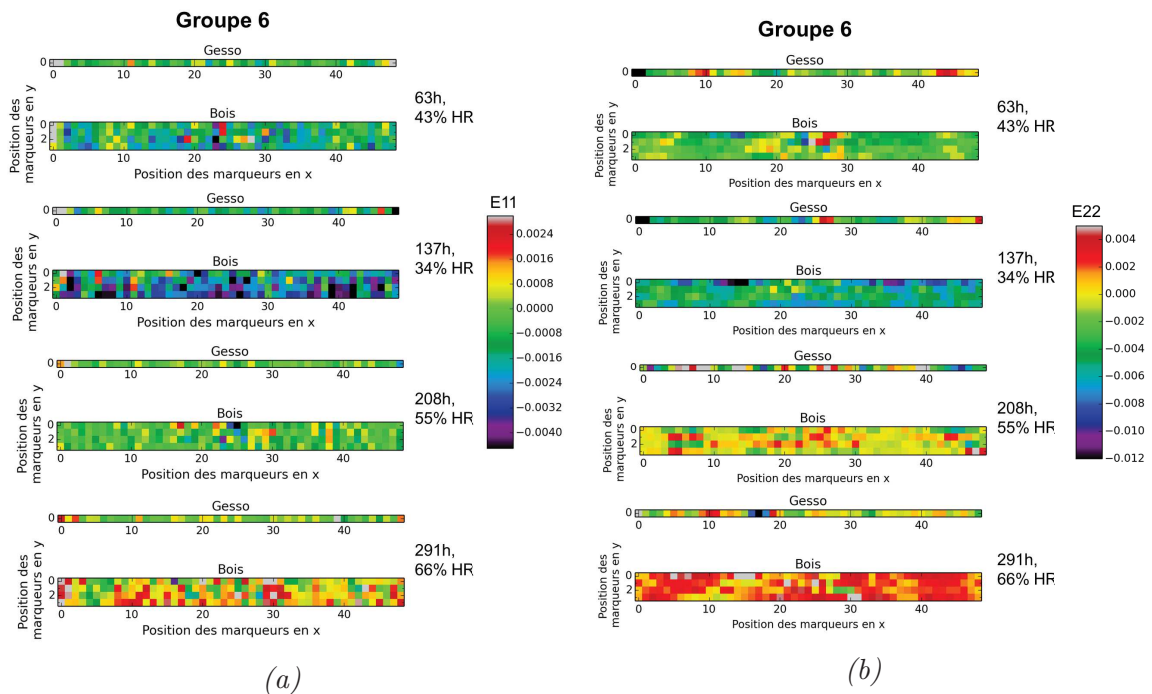 Groupe 6
Gesso
0
0 10 20 30 40
Bois
Position des
marqueurs en y
0
2
0 10 20 30 40
Position des marqueurs en x
63h,
43% HR
Gesso
0
0 10 20 30 40
Bois
Position des
marqueurs en y
0
2
0 10 20 30 40
Position des marqueurs en x
137h,
34% HR
Gesso
0
0 10 20 30 40
Bois
Position des
marqueurs en y
0
2
0 10 20 30 40
Position des marqueurs en x
208h,
55% HR
Gesso
0
0 10 20 30 40
Bois
Position des
marqueurs en y
0
2
0 10 20 30 40
Position des marqueurs en x
291h,
66% HR
E11
0.0024
0.0016
0.0008
0.0000
−0.0008
−0.0016
−0.0024
−0.0032
−0.0040
(a)
Groupe 6
Gesso
0
0 10 20 30 40
Bois
Position des
marqueurs en y
0
2
0 10 20 30 40
Position des marqueurs en x
63h,
43% HR
Gesso
0
0 10 20 30 40
Bois
Position des
marqueurs en y
0
2
0 10 20 30 40
Position des marqueurs en x
137h,
34% HR
Gesso
0
0 10 20 30 40
Bois
Position des
marqueurs en y
0
2
0 10 20 30 40
Position des marqueurs en x
208h,
55% HR
Gesso
0
0 10 20 30 40
Bois
Position des
marqueurs en y
0
2
0 10 20 30 40
Position des marqueurs en x
291h,
66% HR
E22
0.004
0.002
0.000
−0.002
−0.004
−0.006
−0.008
−0.010
−0.012
(b)